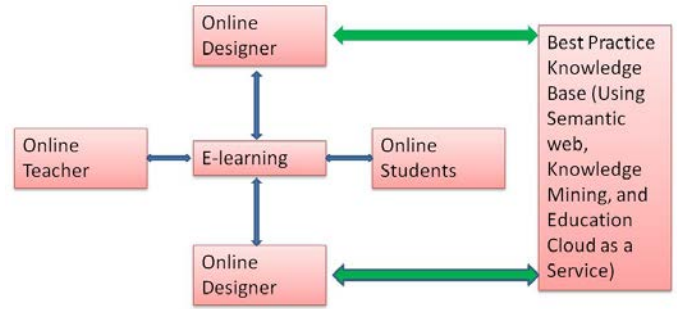 Online
Designer
Best Practice
Knowledge
Base (Using
Semantic
web,
Knowledge
Mining, and
Education
Cloud as a
Service)
Online
Teacher
E-learning
Online
Students
Online
Designer